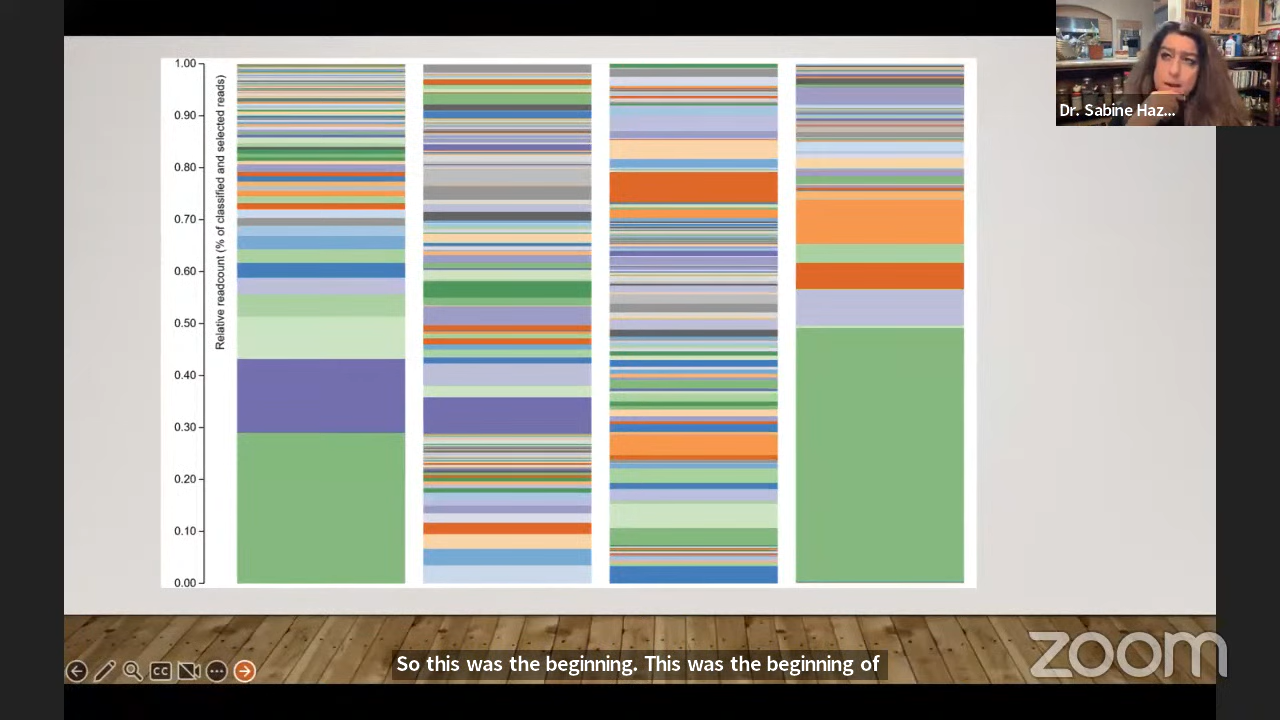 1.00
0.90
0.80
0.70
0.60
0.50
0.40
0.30
0.20
0.10
0.00
Relative readcount (% of classified and selected reads)
Dr. Sabine Haz...
So this was the beginning. This was the beginning of
CC
zoom